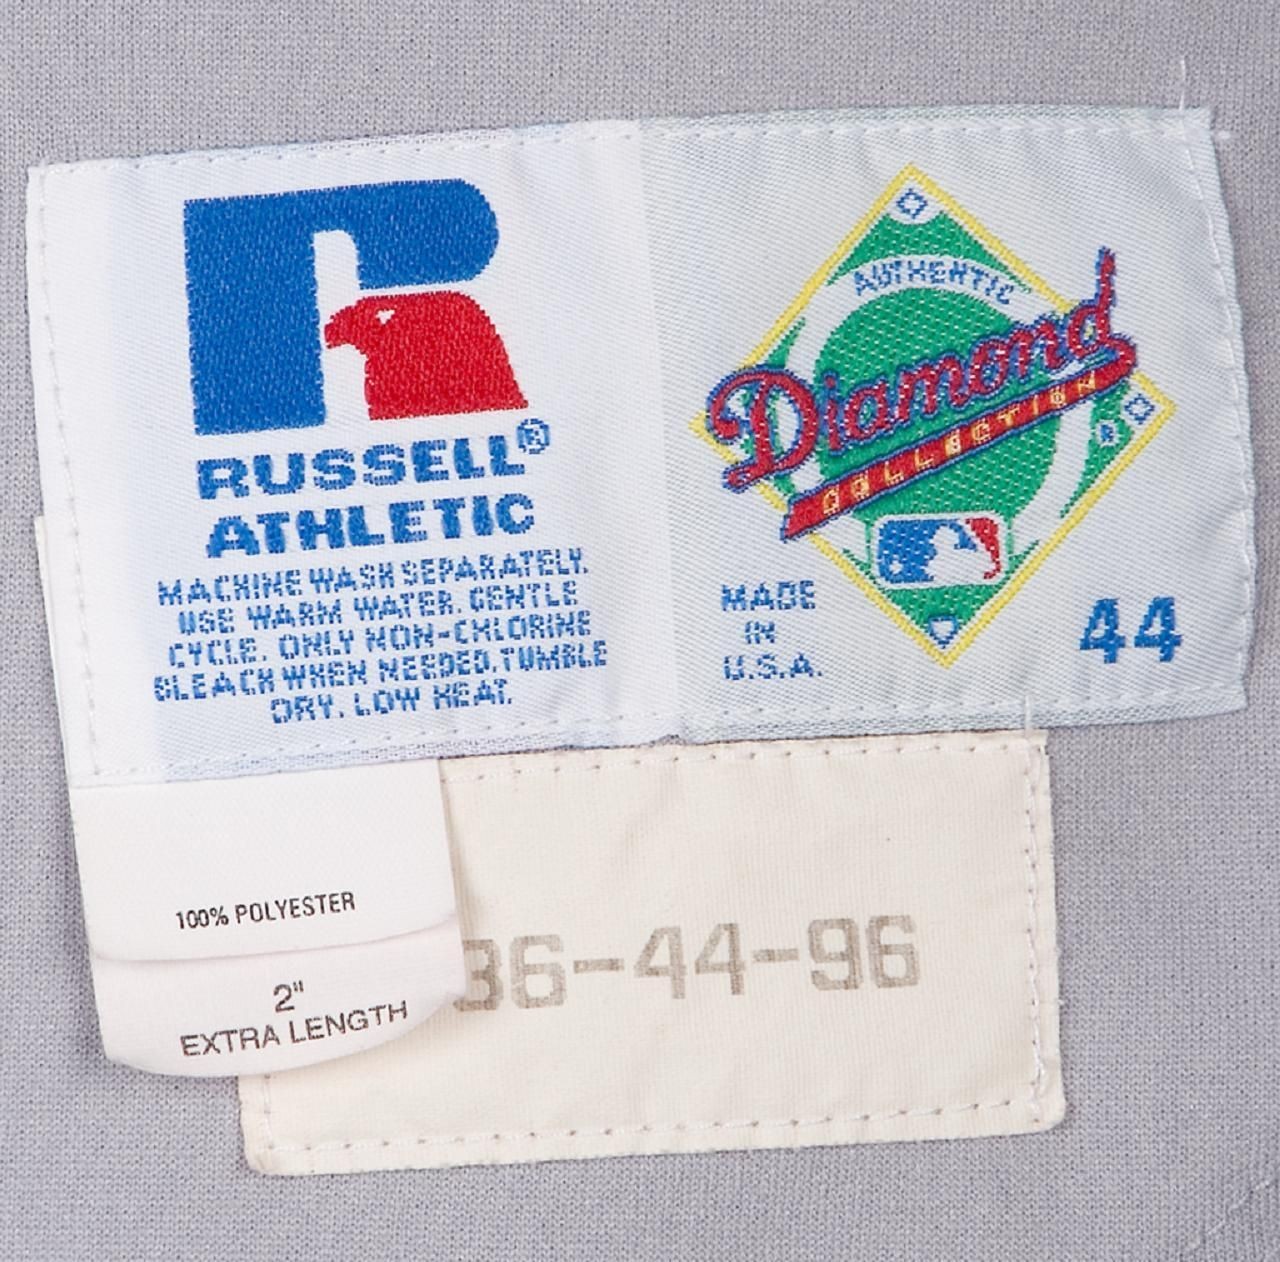 RUSSELL®
ATHLETIC
MACHINE WASH SEPARATELY.
USE WARM WATER. GENTLE
CYCLE. ONLY NON-CHLORINE
BLEACH WHEN NEEDED. TUMBLE
DRY. LOW HEAT.
AUTHENTIC
Diamond
COLLECTION
®
MADE
IN
U.S.A.
44
100% POLYESTER
2"
EXTRA LENGTH
36-44-96